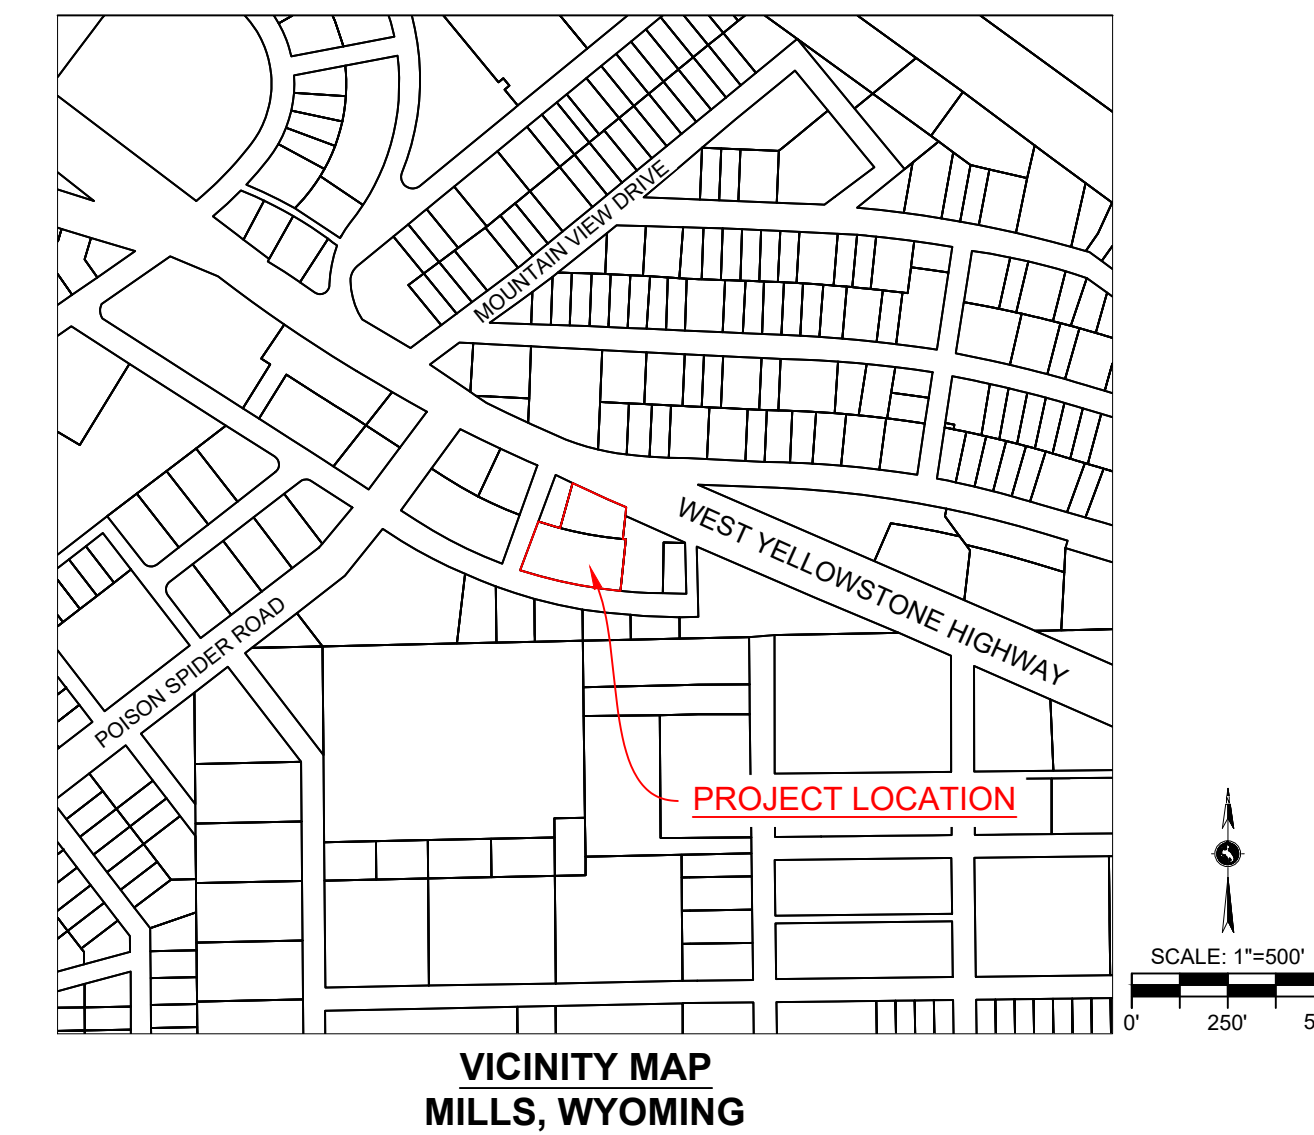 MOUNTAIN VIEW DRIVE
WEST YELLOWSTONE HIGHWAY
POISON SPIDER ROAD
PROJECT LOCATION
SCALE: 1"=500'
0' 250' 5
VICINITY MAP
MILLS, WYOMING